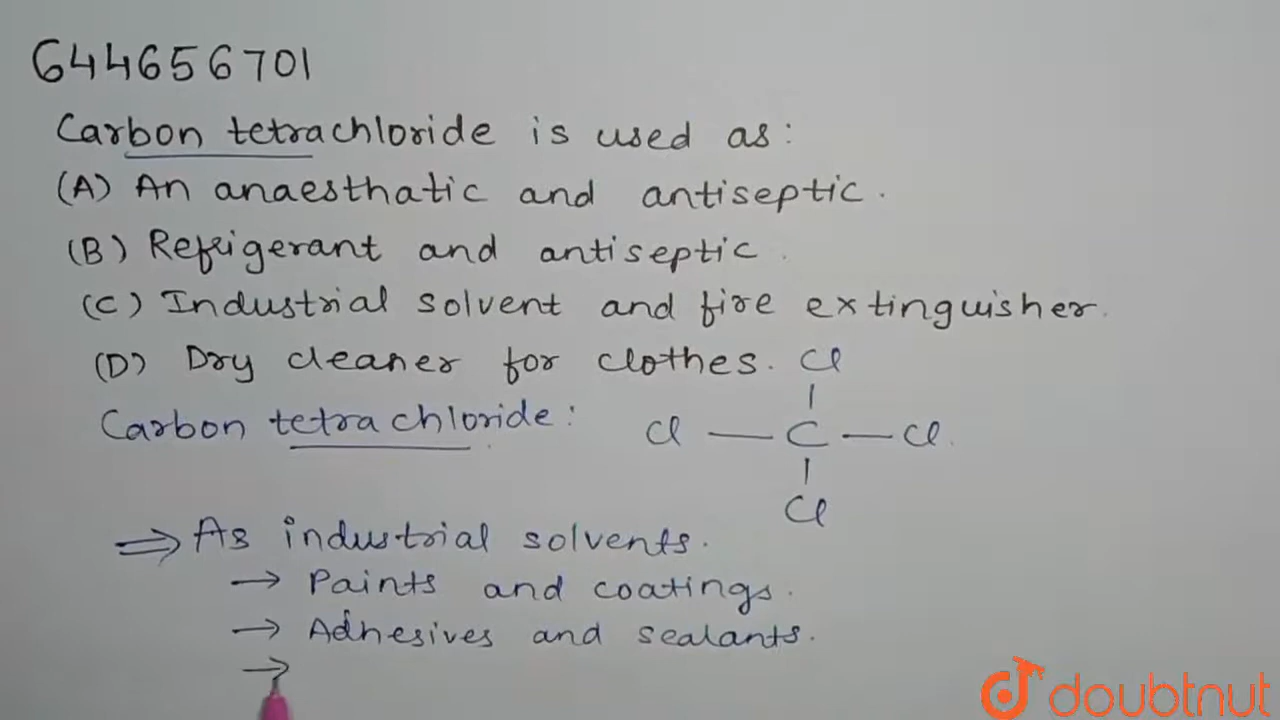 644656701
Carbon tetrachloride is used as:
(A) An anaesthatic and antiseptic.
(B) Refrigerant and antiseptic.
(C) Industrial solvent and fire extinguisher.
(D) Dry cleaner for clothes.
Cl
Carbon tetrachloride:
Cl — C — Cl.
Cl
⇒ As industrial solvents.
→ Paints and coatings.
→ Adhesives and sealants.
→
doubtnut